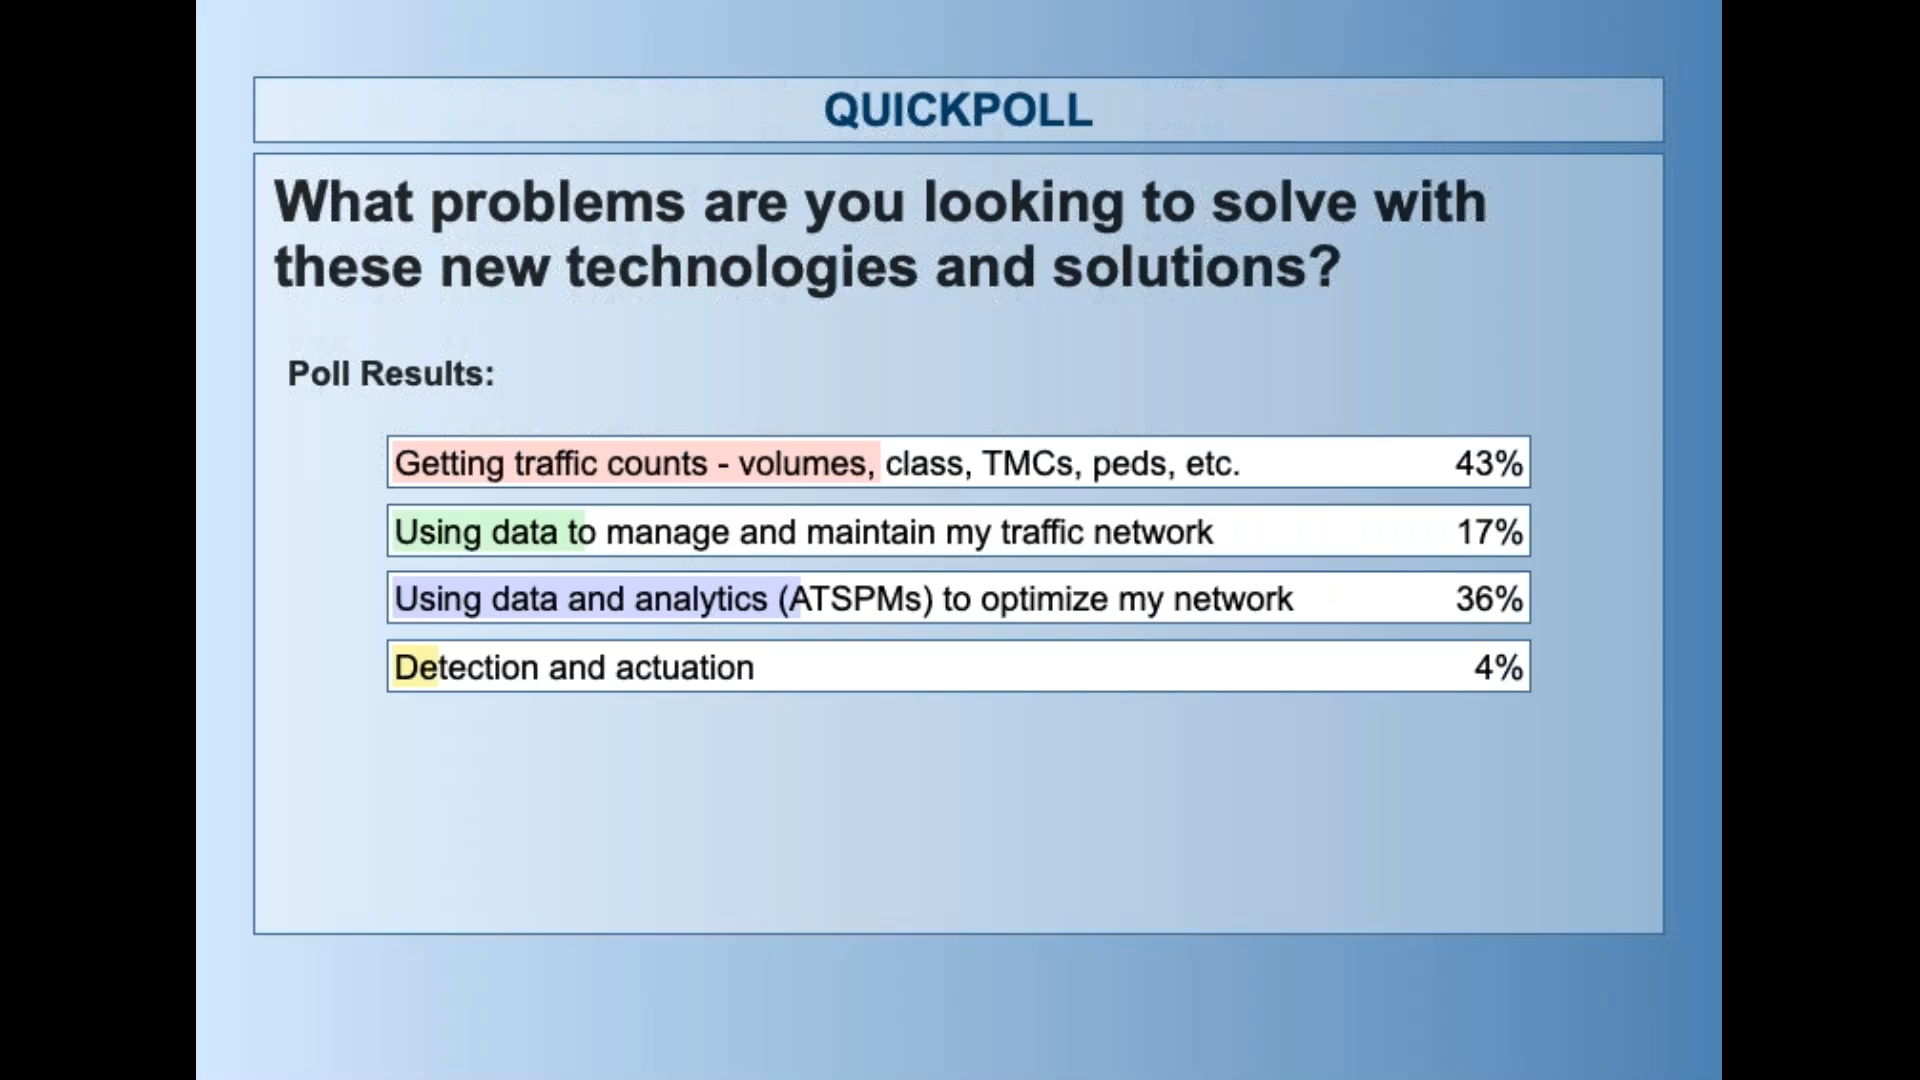 QUICKPOLL
What problems are you looking to solve with
these new technologies and solutions?
Poll Results:
Getting traffic counts - volumes, class, TMCs, peds, etc. 43%
Using data to manage and maintain my traffic network 17%
Using data and analytics (ATSPMs) to optimize my network 36%
Detection and actuation 4%